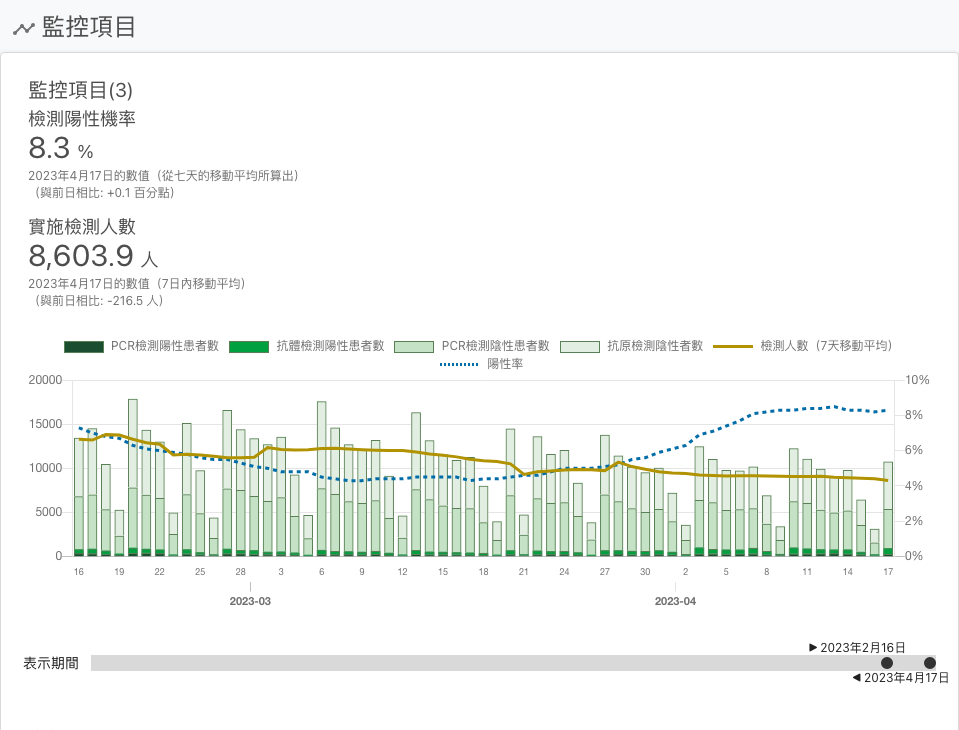 監控項目
監控項目(3)
檢測陽性機率
8.3 %
2023年4月17日的數值（從七天的移動平均所算出）
（與前日相比: +0.1 百分點）
實施檢測人數
8,603.9 人
2023年4月17日的數值（7日內移動平均）
（與前日相比: -216.5 人）
PCR檢測陽性患者數 抗體檢測陽性患者數 PCR檢測陰性患者數 抗原檢測陰性者數 檢測人數（7天移動平均）
陽性率
20000 10%
15000 8%
10000 6%
5000 4%
0 2%
0%
16 19 22 25 28 3 6 9 12 15 18 21 24 27 30 2 5 8 11 14 17
2023-03 2023-04
▶ 2023年2月16日
表示期間
◀ 2023年4月17日